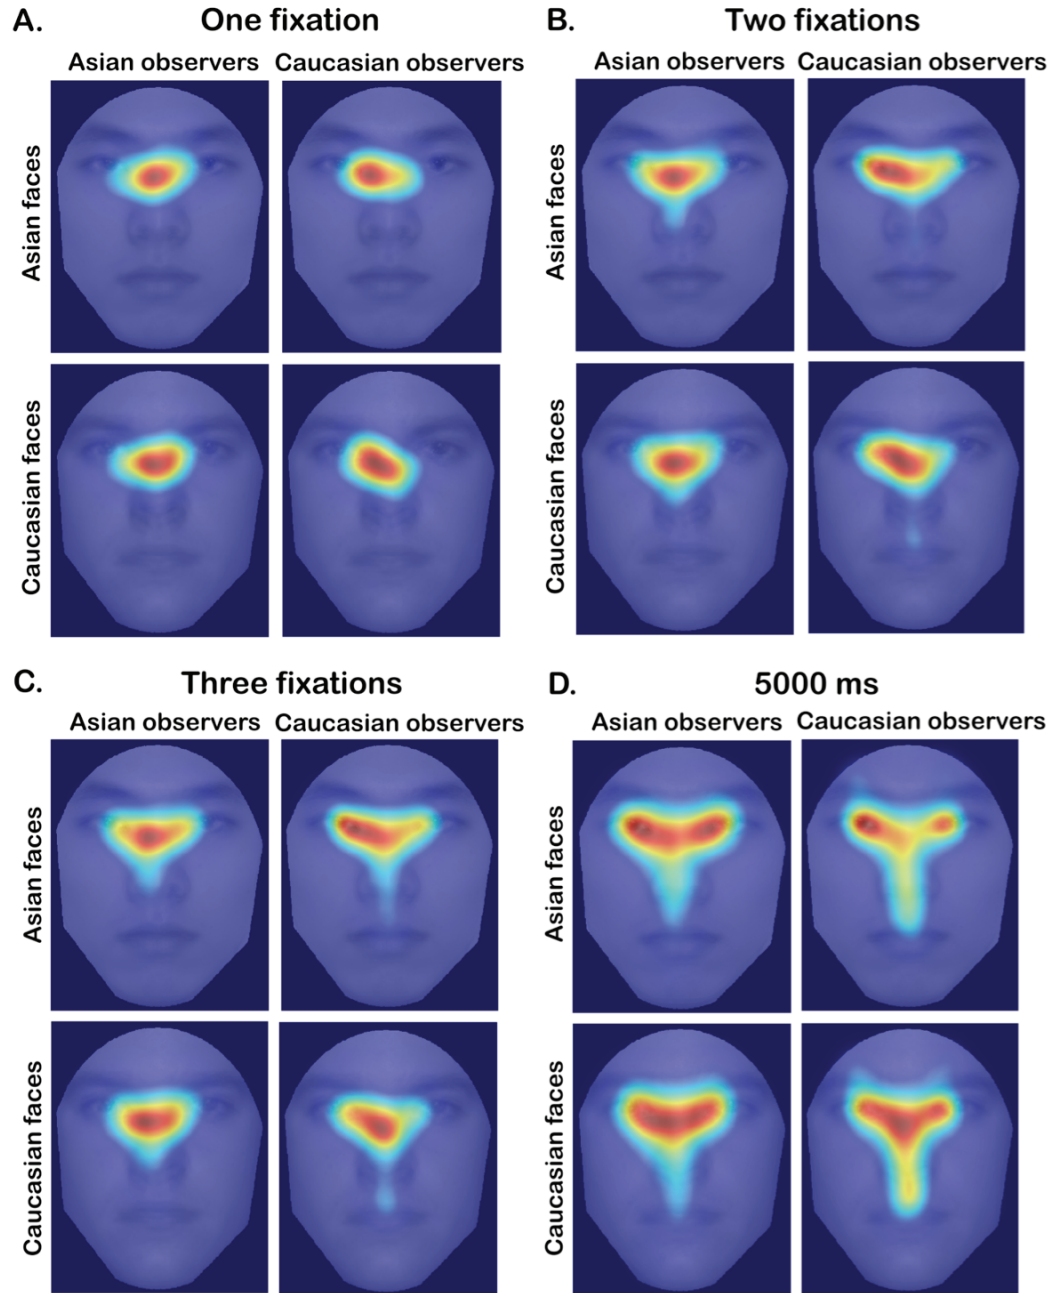 A. One fixation
Asian observers Caucasian observers
Asian faces
Caucasian faces
B. Two fixations
Asian observers Caucasian observers
Asian faces
Caucasian faces
C. Three fixations
Asian observers Caucasian observers
Asian faces
Caucasian faces
D. 5000 ms
Asian observers Caucasian observers
Asian faces
Caucasian faces